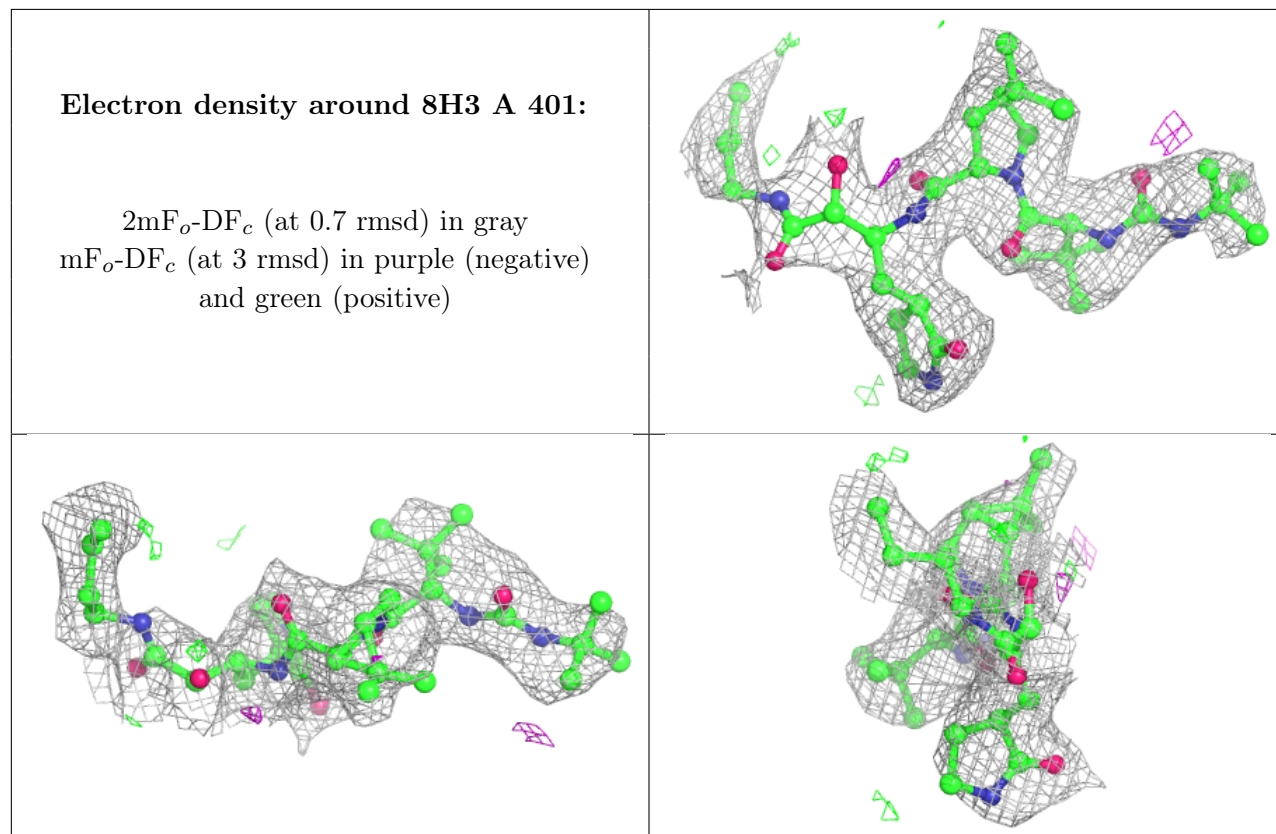 Electron density around 8H3 A 401:
2mFo-DFc (at 0.7 rmsd) in gray
mFo-DFc (at 3 rmsd) in purple (negative)
and green (positive)